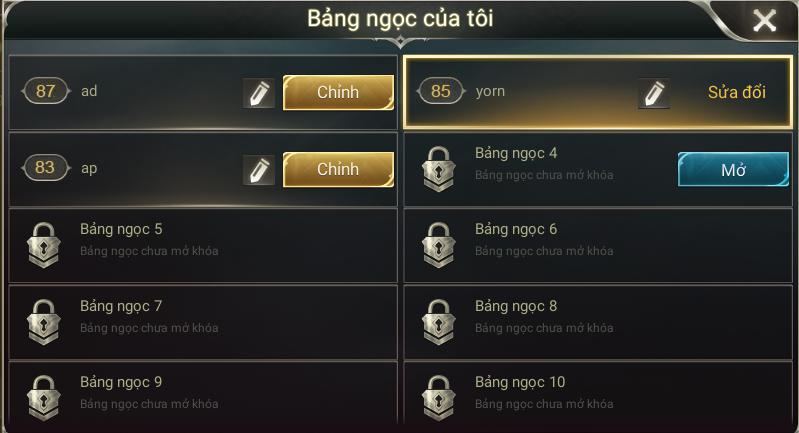 Bảng ngọc của tôi
87 ad Chỉnh
85 yorn Sửa đổi
83 ap Chỉnh
Bảng ngọc 4
Bảng ngọc chưa mở khóa
Mở
Bảng ngọc 5
Bảng ngọc chưa mở khóa
Bảng ngọc 6
Bảng ngọc chưa mở khóa
Bảng ngọc 7
Bảng ngọc chưa mở khóa
Bảng ngọc 8
Bảng ngọc chưa mở khóa
Bảng ngọc 9
Bảng ngọc chưa mở khóa
Bảng ngọc 10
Bảng ngọc chưa mở khóa